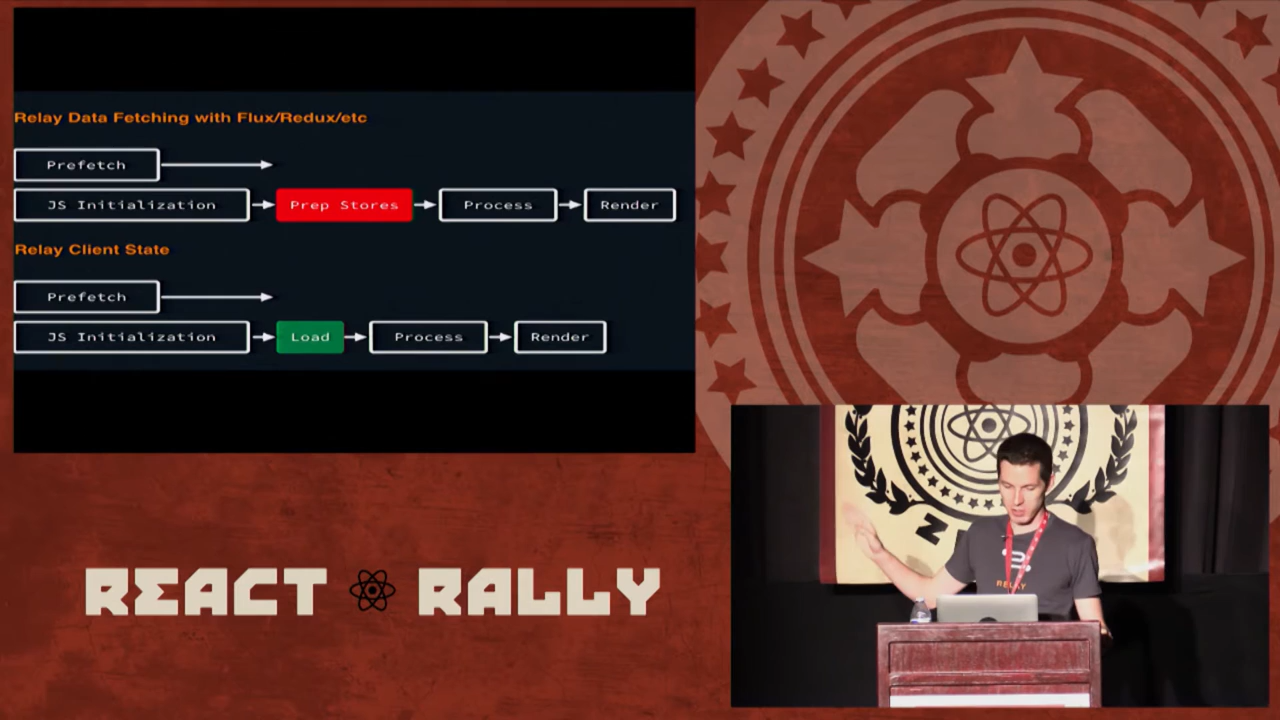 Relay Data Fetching with Flux/Redux/etc
Prefetch
JS Initialization
Prep Stores
Process
Render
Relay Client State
Prefetch
JS Initialization
Load
Process
Render
REACT RALLY
RELAY